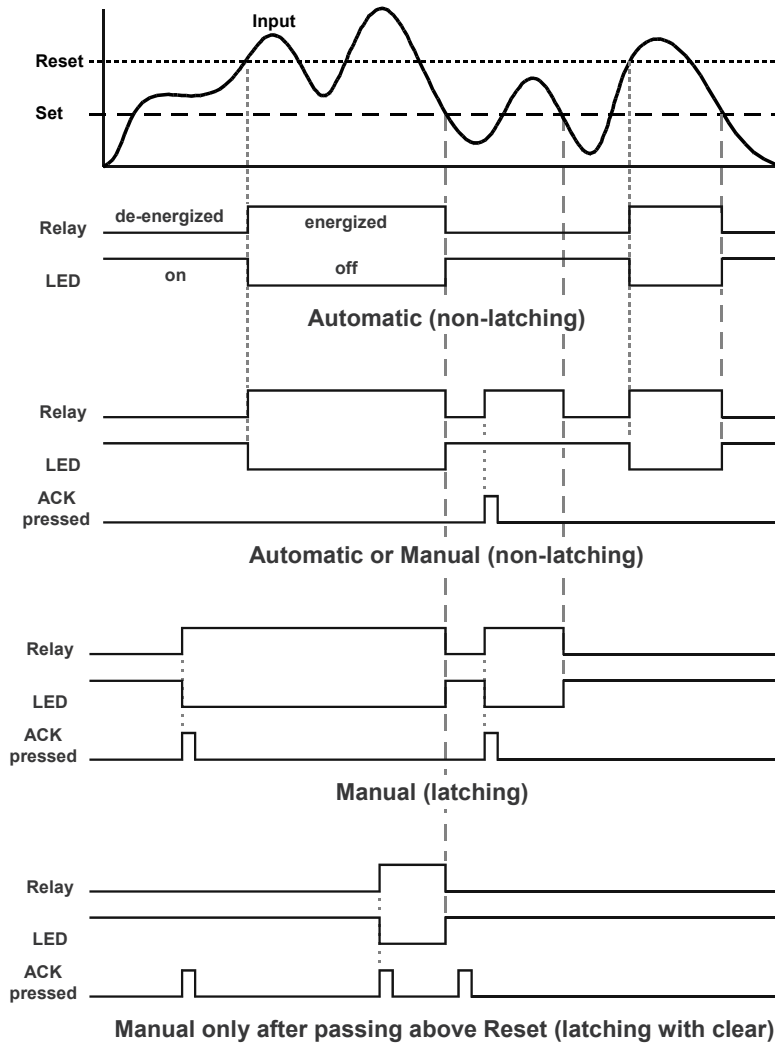 Input
Reset
Set
de-energized
energized
Relay
LED
on
off
Automatic (non-latching)
Relay
LED
ACK
pressed
Automatic or Manual (non-latching)
Relay
LED
ACK
pressed
Manual (latching)
Relay
LED
ACK
pressed
Manual only after passing above Reset (latching with clear)